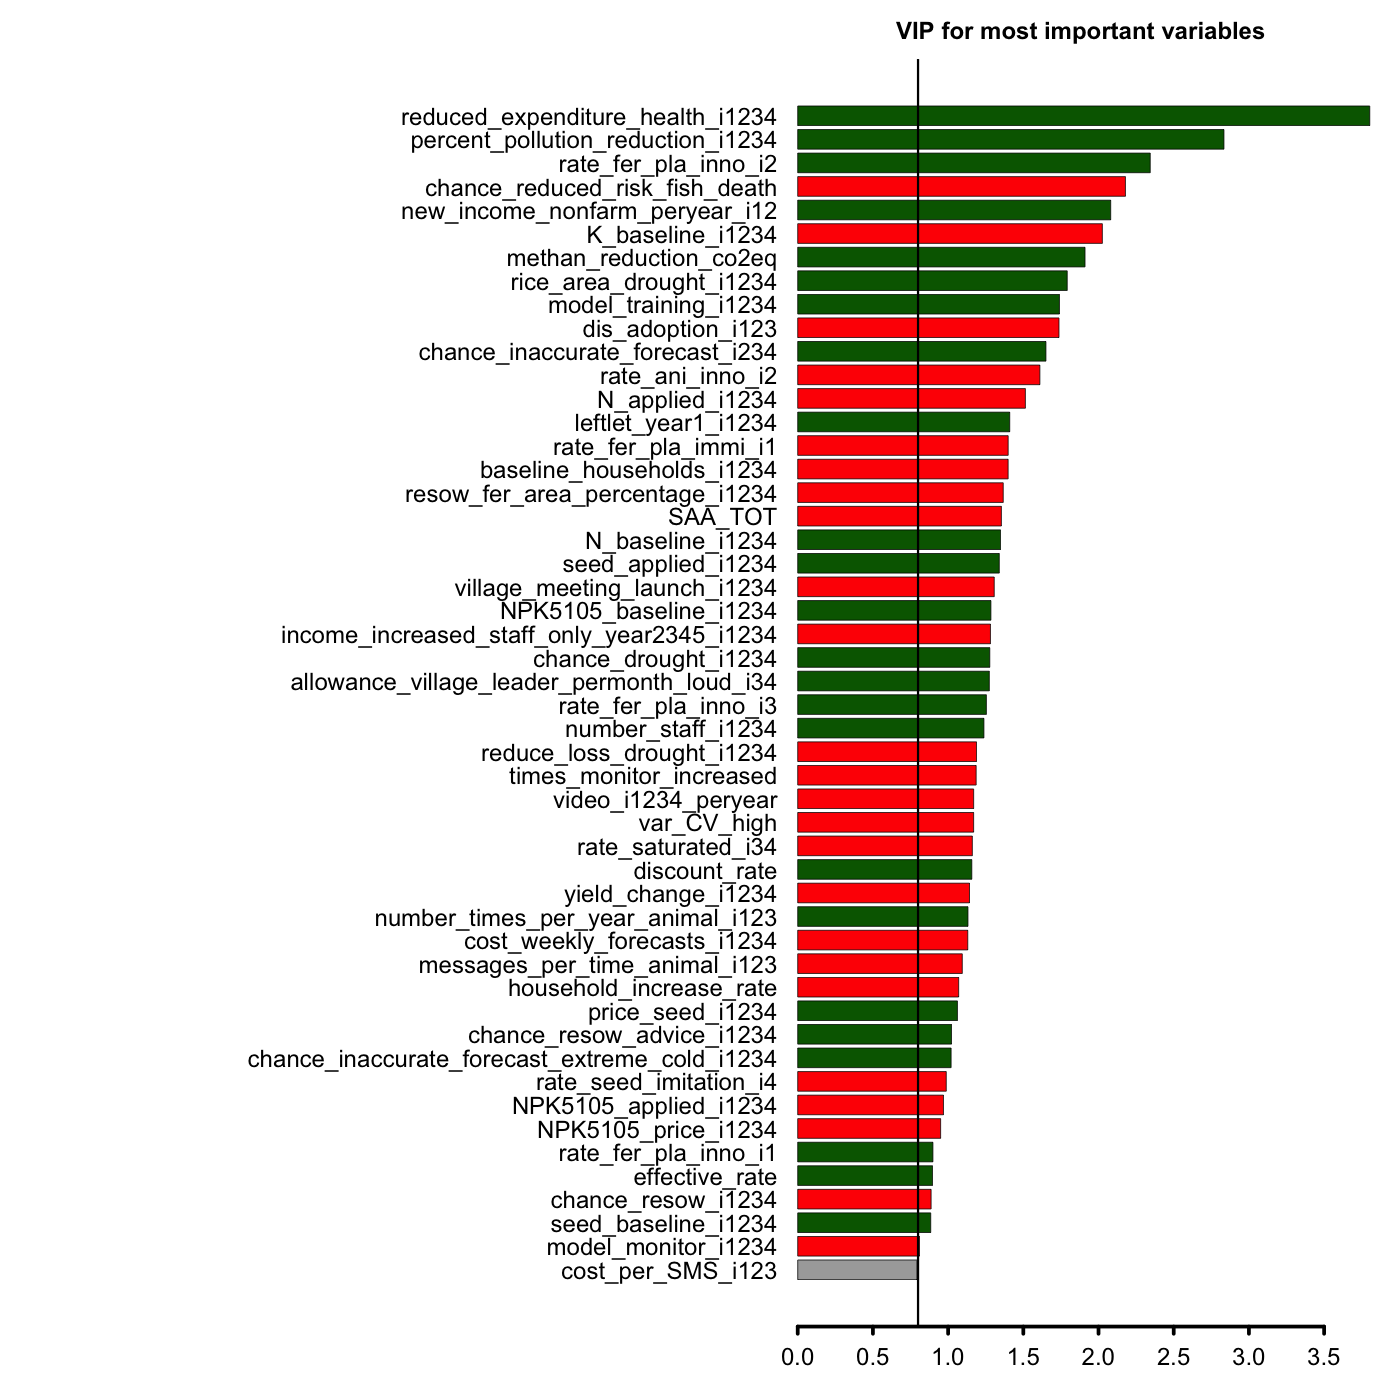 VIP for most important variables
reduced_expenditure_health_i1234
percent_pollution_reduction_i1234
rate_fer_pla_inno_i2
chance_reduced_risk_fish_death
new_income_nonfarm_peryear_i12
K_baseline_i1234
methan_reduction_co2eq
rice_area_drought_i1234
model_training_i1234
dis_adoption_i123
chance_inaccurate_forecast_i234
rate_ani_inno_i2
N_applied_i1234
leftlet_year1_i1234
rate_fer_pla_immi_i1
baseline_households_i1234
resow_fer_area_percentage_i1234
SAA_TOT
N_baseline_i1234
seed_applied_i1234
village_meeting_launch_i1234
NPK5105_baseline_i1234
income_increased_staff_only_year2345_i1234
chance_drought_i1234
allowance_village_leader_permonth_loud_i34
rate_fer_pla_inno_i3
number_staff_i1234
reduce_loss_drought_i1234
times_monitor_increased
video_i1234_peryear
var_CV_high
rate_saturated_i34
discount_rate
yield_change_i1234
number_times_per_year_animal_i123
cost_weekly_forecasts_i1234
messages_per_time_animal_i123
household_increase_rate
price_seed_i1234
chance_resow_advice_i1234
chance_inaccurate_forecast_extreme_cold_i1234
rate_seed_imitation_i4
NPK5105_applied_i1234
NPK5105_price_i1234
rate_fer_pla_inno_i1
effective_rate
chance_resow_i1234
seed_baseline_i1234
model_monitor_i1234
cost_per_SMS_i123
0.0 0.5 1.0 1.5 2.0 2.5 3.0 3.5